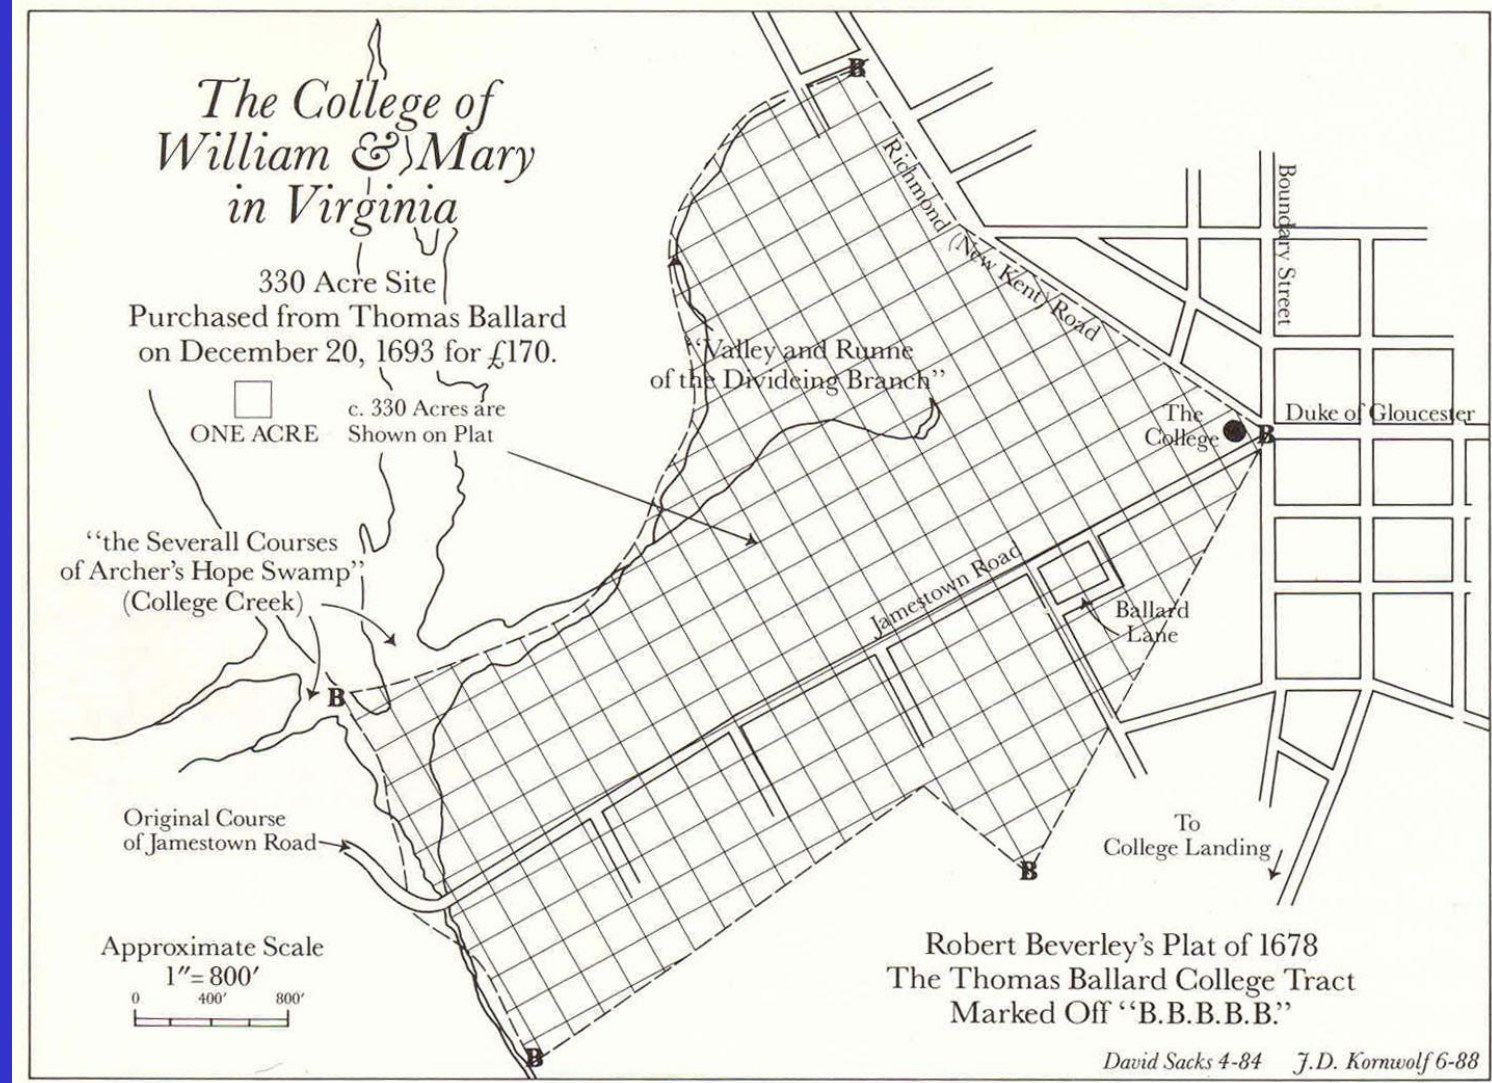 The College of
William & Mary
in Virginia
330 Acre Site
Purchased from Thomas Ballard
on December 20, 1693 for £170.
ONE ACRE
c. 330 Acres are
Shown on Plat
B
Richmond (New Kent) Road
Boundary Street
"Valley and Runne
of the Divideing Branch"
The
College
B
Duke of Gloucester
"the Severall Courses
of Archer's Hope Swamp"
(College Creek)
B
Jamestown Road
Ballard
Lane
Original Course
of Jamestown Road
B
To
College Landing
Approximate Scale
1"= 800'
0 400' 800'
B
Robert Beverley's Plat of 1678
The Thomas Ballard College Tract
Marked Off "B.B.B.B.B."
David Sacks 4-84 J.D. Kornwolf 6-88